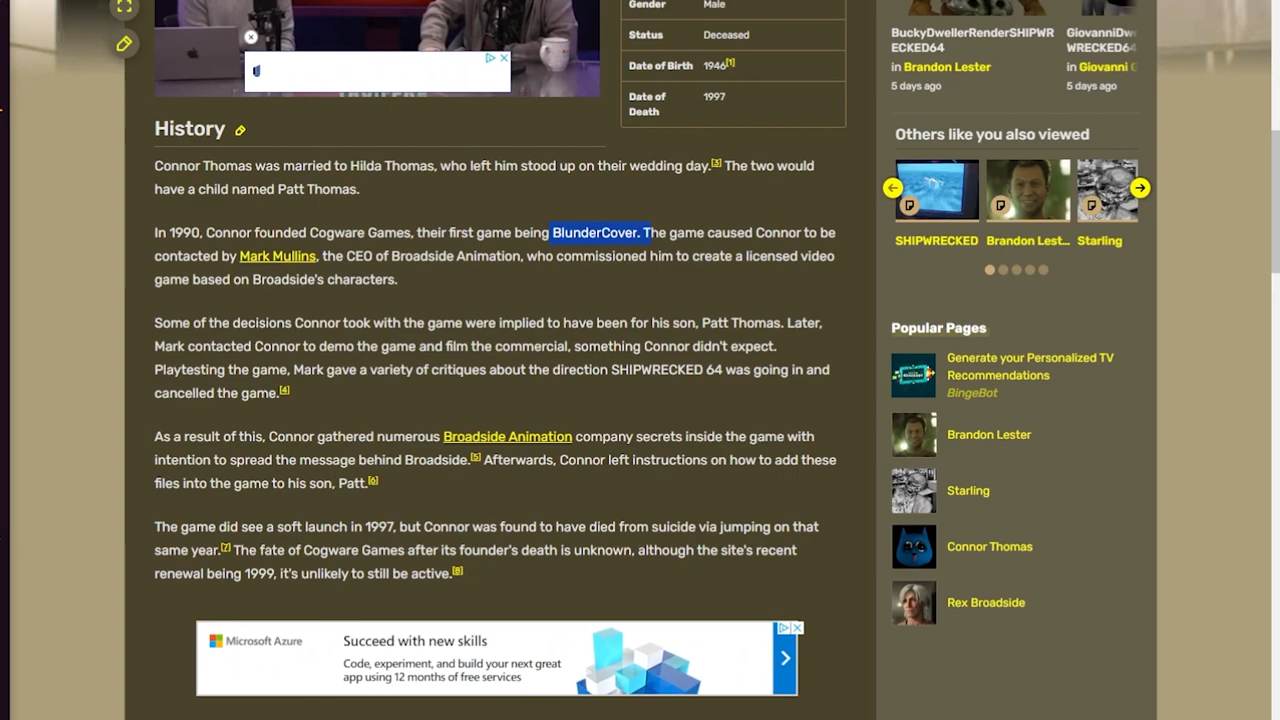 Gender Male
Status Deceased
Date of Birth 1946[1]
Date of Death 1997
History
Connor Thomas was married to Hilda Thomas, who left him stood up on their wedding day.[3] The two would
have a child named Patt Thomas.
In 1990, Connor founded Cogware Games, their first game being BlunderCover. The game caused Connor to be
contacted by Mark Mullins, the CEO of Broadside Animation, who commissioned him to create a licensed video
game based on Broadside's characters.
Some of the decisions Connor took with the game were implied to have been for his son, Patt Thomas. Later,
Mark contacted Connor to demo the game and film the commercial, something Connor didn't expect.
Playtesting the game, Mark gave a variety of critiques about the direction SHIPWRECKED 64 was going in and
cancelled the game.[4]
As a result of this, Connor gathered numerous Broadside Animation company secrets inside the game with
intention to spread the message behind Broadside.[5] Afterwards, Connor left instructions on how to add these
files into the game to his son, Patt.[6]
The game did see a soft launch in 1997, but Connor was found to have died from suicide via jumping on that
same year.[7] The fate of Cogware Games after its founder's death is unknown, although the site's recent
renewal being 1999, it's unlikely to still be active.[8]
Microsoft Azure
Succeed with new skills
Code, experiment, and build your next great
app using 12 months of free services
BuckyDwellerRenderSHIPWR
ECKED64
in Brandon Lester
5 days ago
GiovanniDw
WRECKED64
in Giovanni G
5 days ago
Others like you also viewed
SHIPWRECKED
Brandon Lest...
Starling
Popular Pages
Generate your Personalized TV
Recommendations
BingeBot
Brandon Lester
Starling
Connor Thomas
Rex Broadside